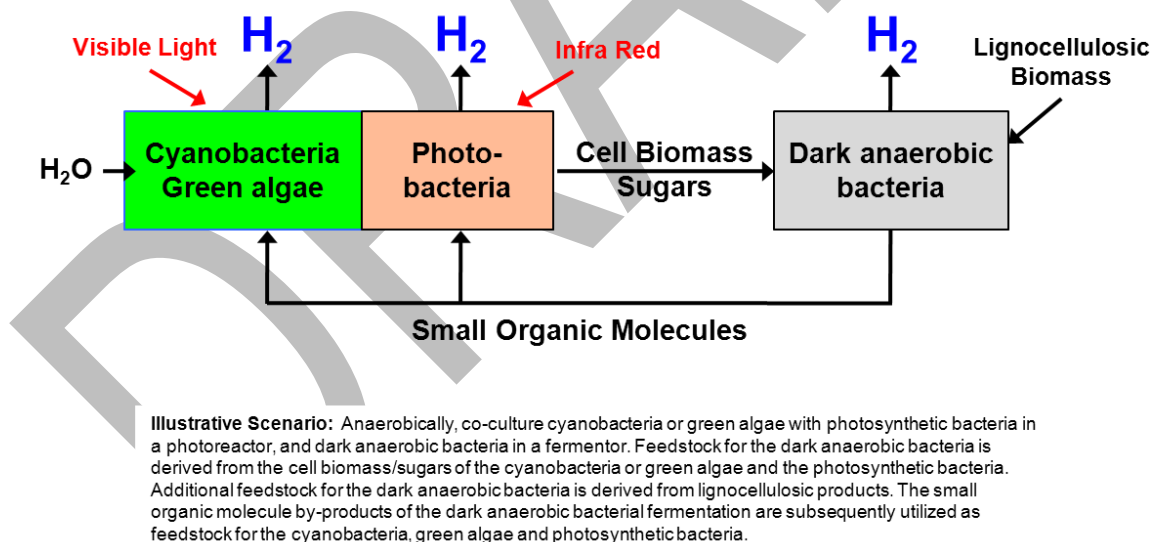 H2 H2 H2
Visible Light Infra Red Lignocellulosic
Biomass
H2O Cyanobacteria
Green algae
Photo-
bacteria
Cell Biomass
Sugars
Dark anaerobic
bacteria
Small Organic Molecules
DRA
Illustrative Scenario: Anaerobically, co-culture cyanobacteria or green algae with photosynthetic bacteria in
a photoreactor, and dark anaerobic bacteria in a fermentor. Feedstock for the dark anaerobic bacteria is
derived from the cell biomass/sugars of the cyanobacteria or green algae and the photosynthetic bacteria.
Additional feedstock for the dark anaerobic bacteria is derived from lignocellulosic products. The small
organic molecule by-products of the dark anaerobic bacterial fermentation are subsequently utilized as
feedstock for the cyanobacteria, green algae and photosynthetic bacteria.